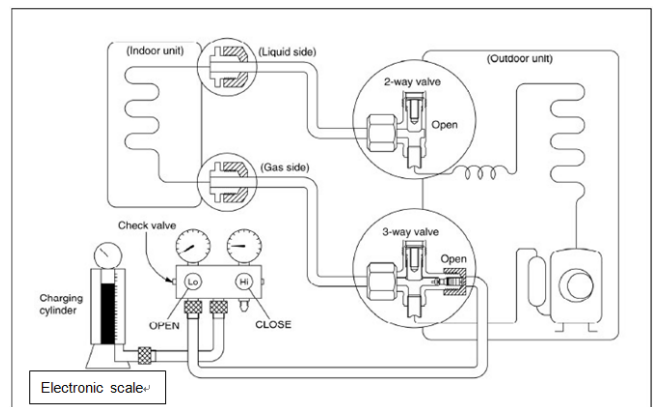 (Indoor unit)
(Liquid side)
(Outdoor unit)
2-way valve
Open
(Gas side)
Check valve
3-way valve
Open
Lo
Hi
Charging
cylinder
OPEN
CLOSE
Electronic scale↵